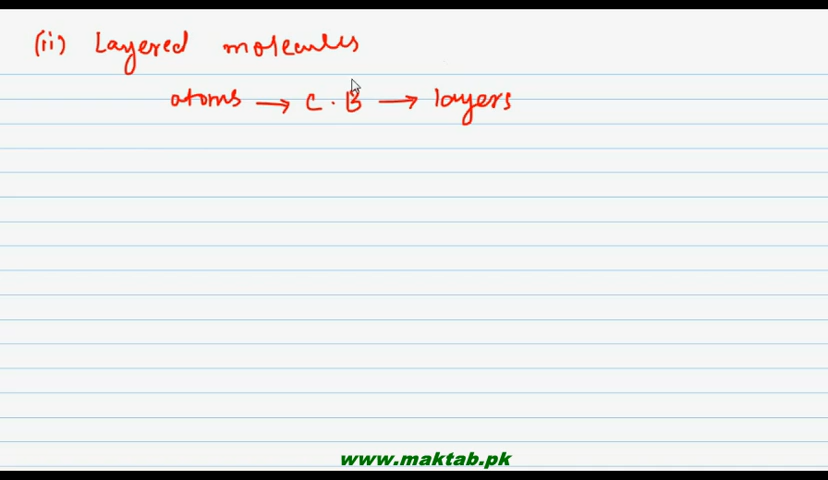 (ii) Layered molecules
atoms → C.B → layers
www.maktab.pk